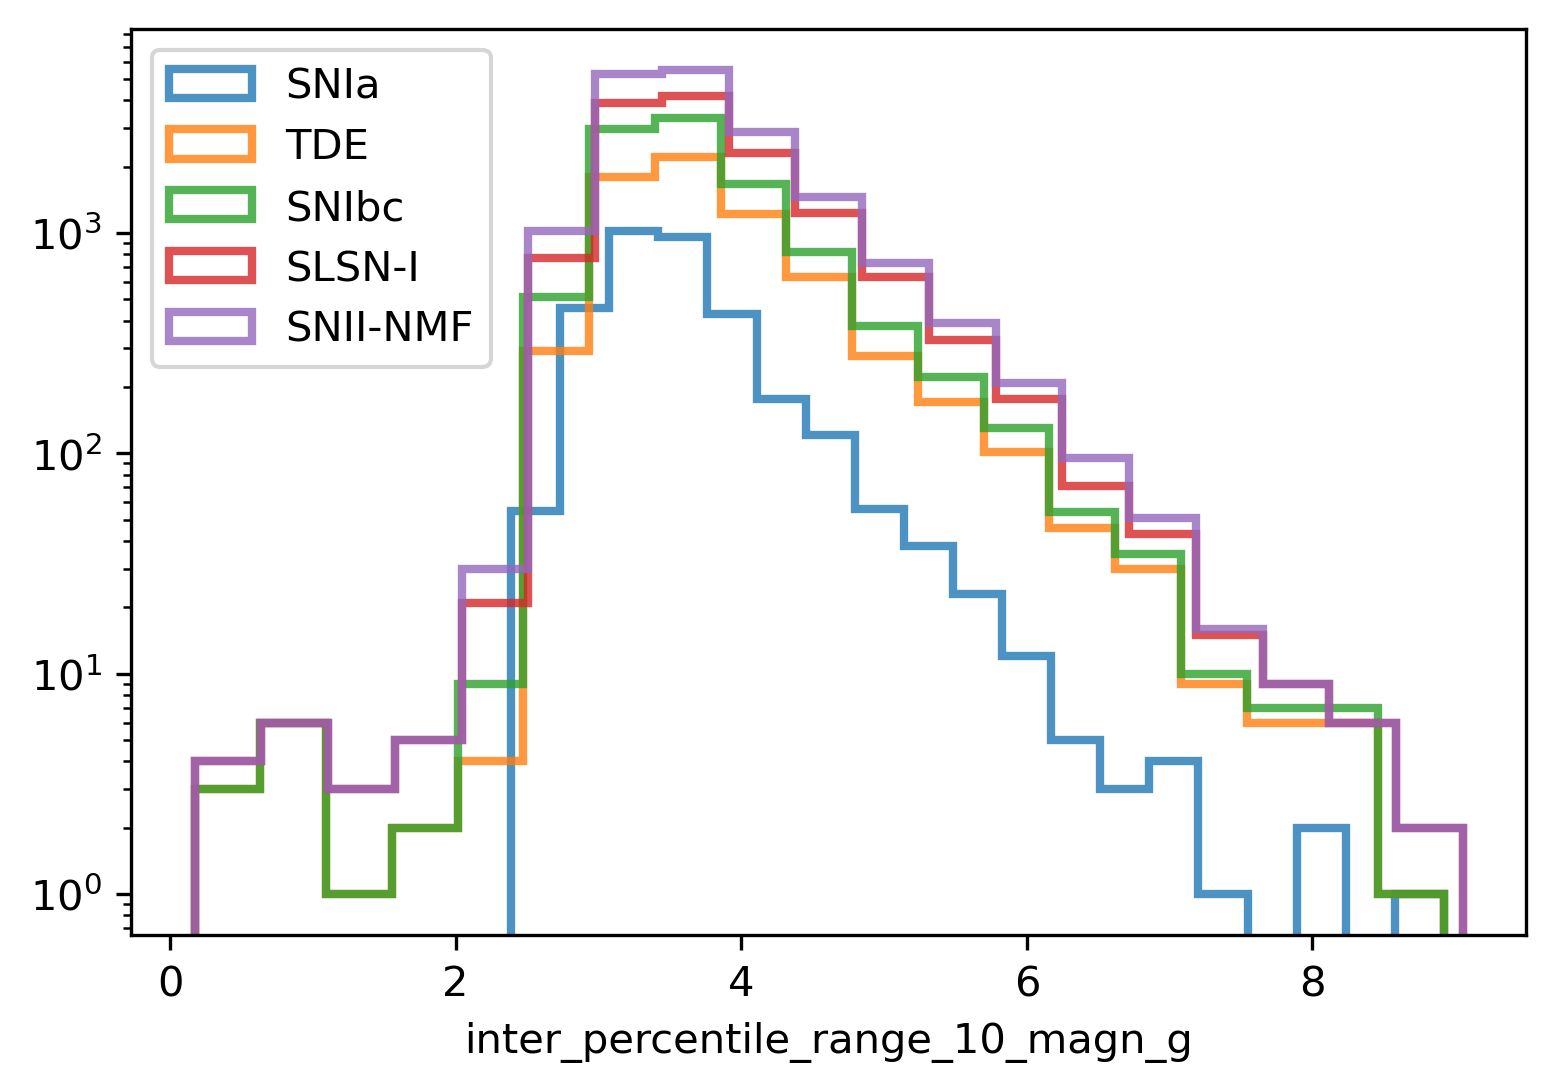 SNIa
TDE
SNIbc
SLSN-I
SNII-NMF
10³
10²
10¹
10⁰
0 2 4 6 8
inter_percentile_range_10_magn_g